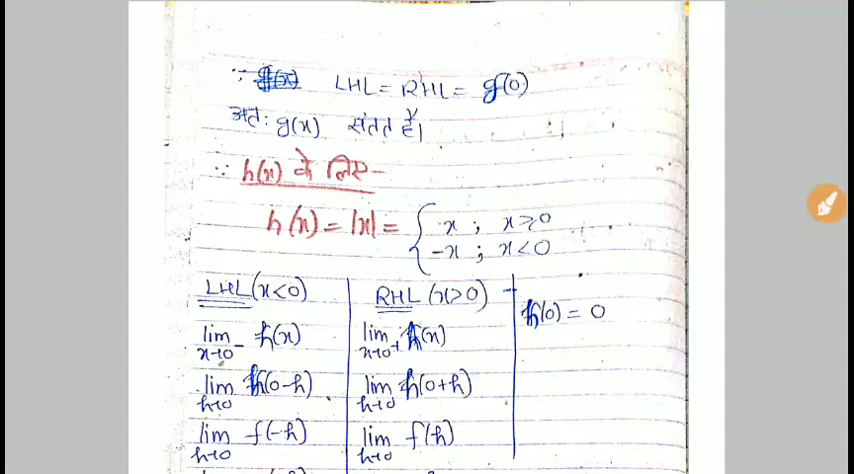 ∵ LHL = RHL = g(0)
अतः g(x) संतत है।
∵ h(x) के लिए -
h(x) = |x| = { x ; x ≥ 0
-x ; x < 0
LHL (x<0)
lim x→0- h(x)
lim h→0 h(0-h)
lim h→0 f(-h)
RHL (x>0)
lim x→0+ h(x)
lim h→0 h(0+h)
lim h→0 f(h)
h(0) = 0